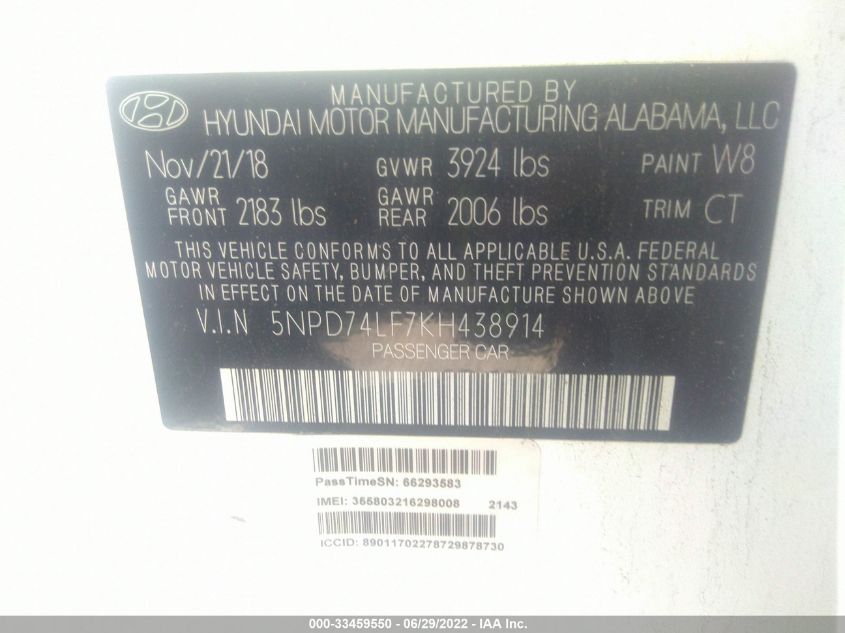 MANUFACTURED BY
HYUNDAI MOTOR MANUFACTURING ALABAMA, LLC
Nov/21/18 GVWR 3924 lbs PAINT W8
GAWR FRONT 2183 lbs GAWR REAR 2006 lbs TRIM CT
THIS VEHICLE CONFORMS TO ALL APPLICABLE U.S.A. FEDERAL
MOTOR VEHICLE SAFETY, BUMPER, AND THEFT PREVENTION STANDARDS
IN EFFECT ON THE DATE OF MANUFACTURE SHOWN ABOVE
V.I.N 5NPD74LF7KH438914
PASSENGER CAR
PassTimeSN: 66293583
IMEI: 365803216298008 2143
ICCID: 89011702278729878730
000-33459550 - 06/29/2022 - IAA Inc.